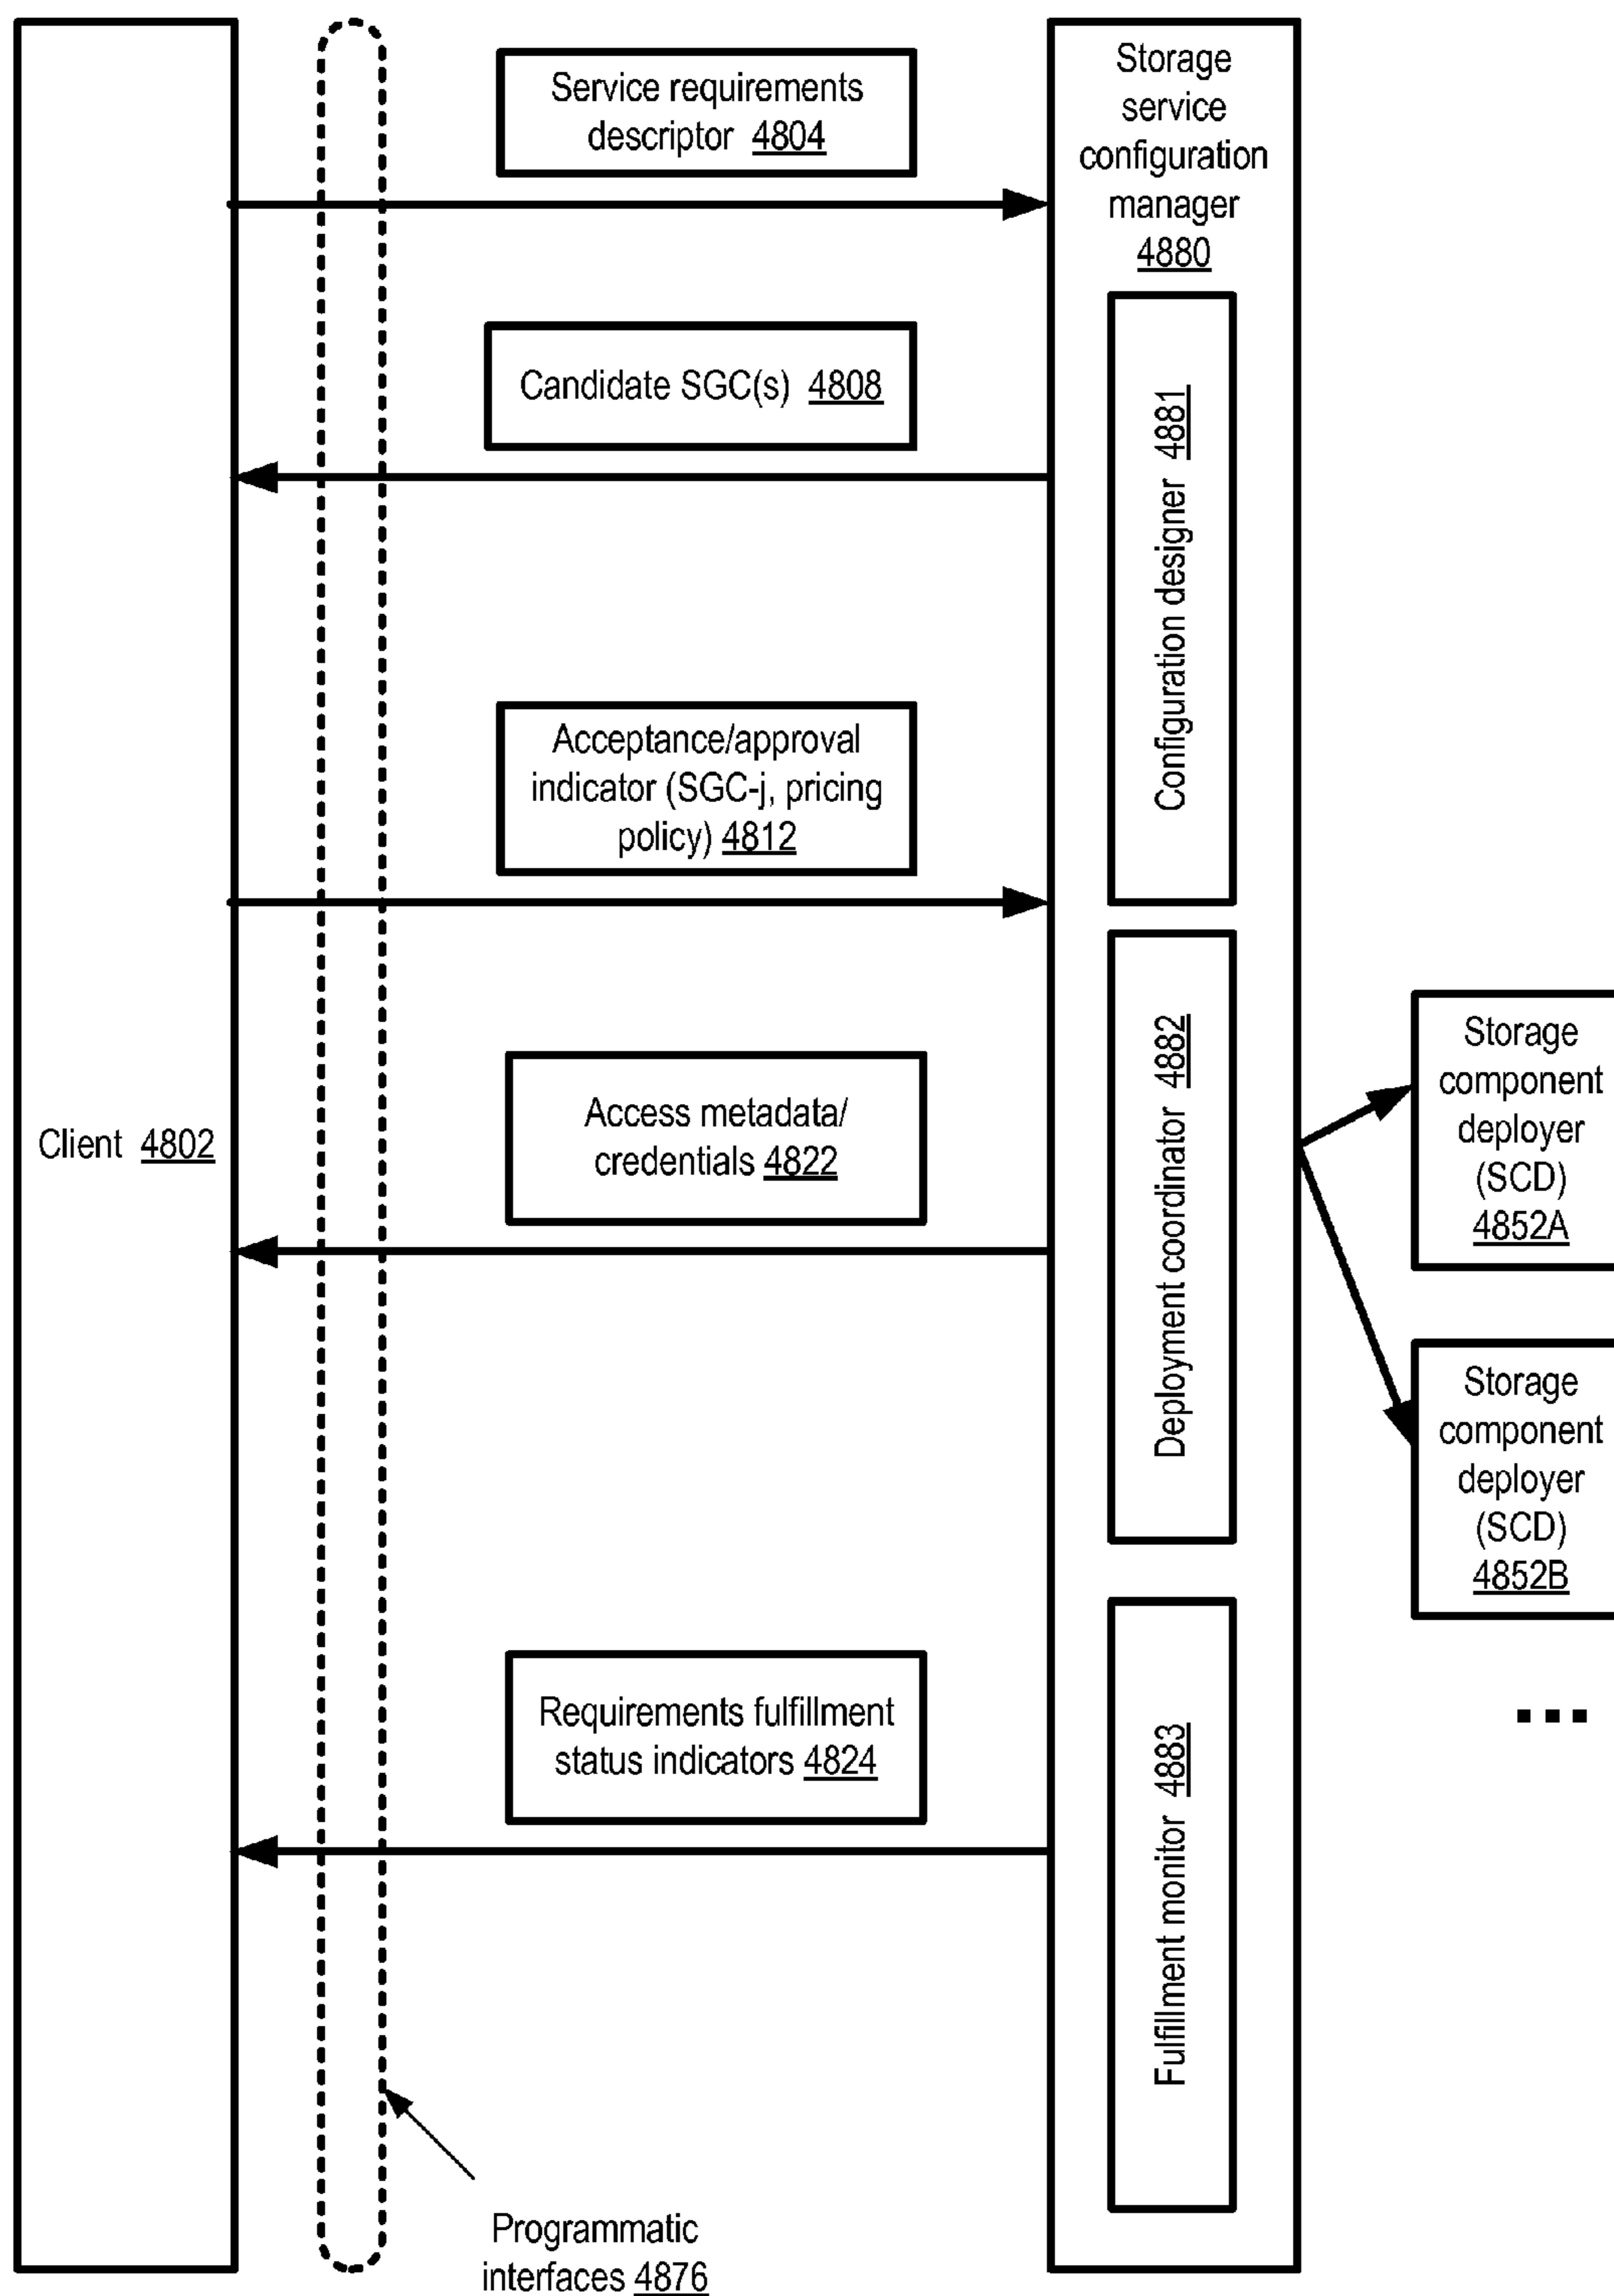 Service requirements
descriptor 4804
Storage
service
configuration
manager
4880
Candidate SGC(s) 4808
Configuration designer 4881
Acceptance/approval
indicator (SGC-j, pricing
policy) 4812
Client 4802
Access metadata/
credentials 4822
Deployment coordinator 4882
Storage
component
deployer
(SCD)
4852A
Storage
component
deployer
(SCD)
4852B
...
Requirements fulfillment
status indicators 4824
Fulfillment monitor 4883
Programmatic
interfaces 4876